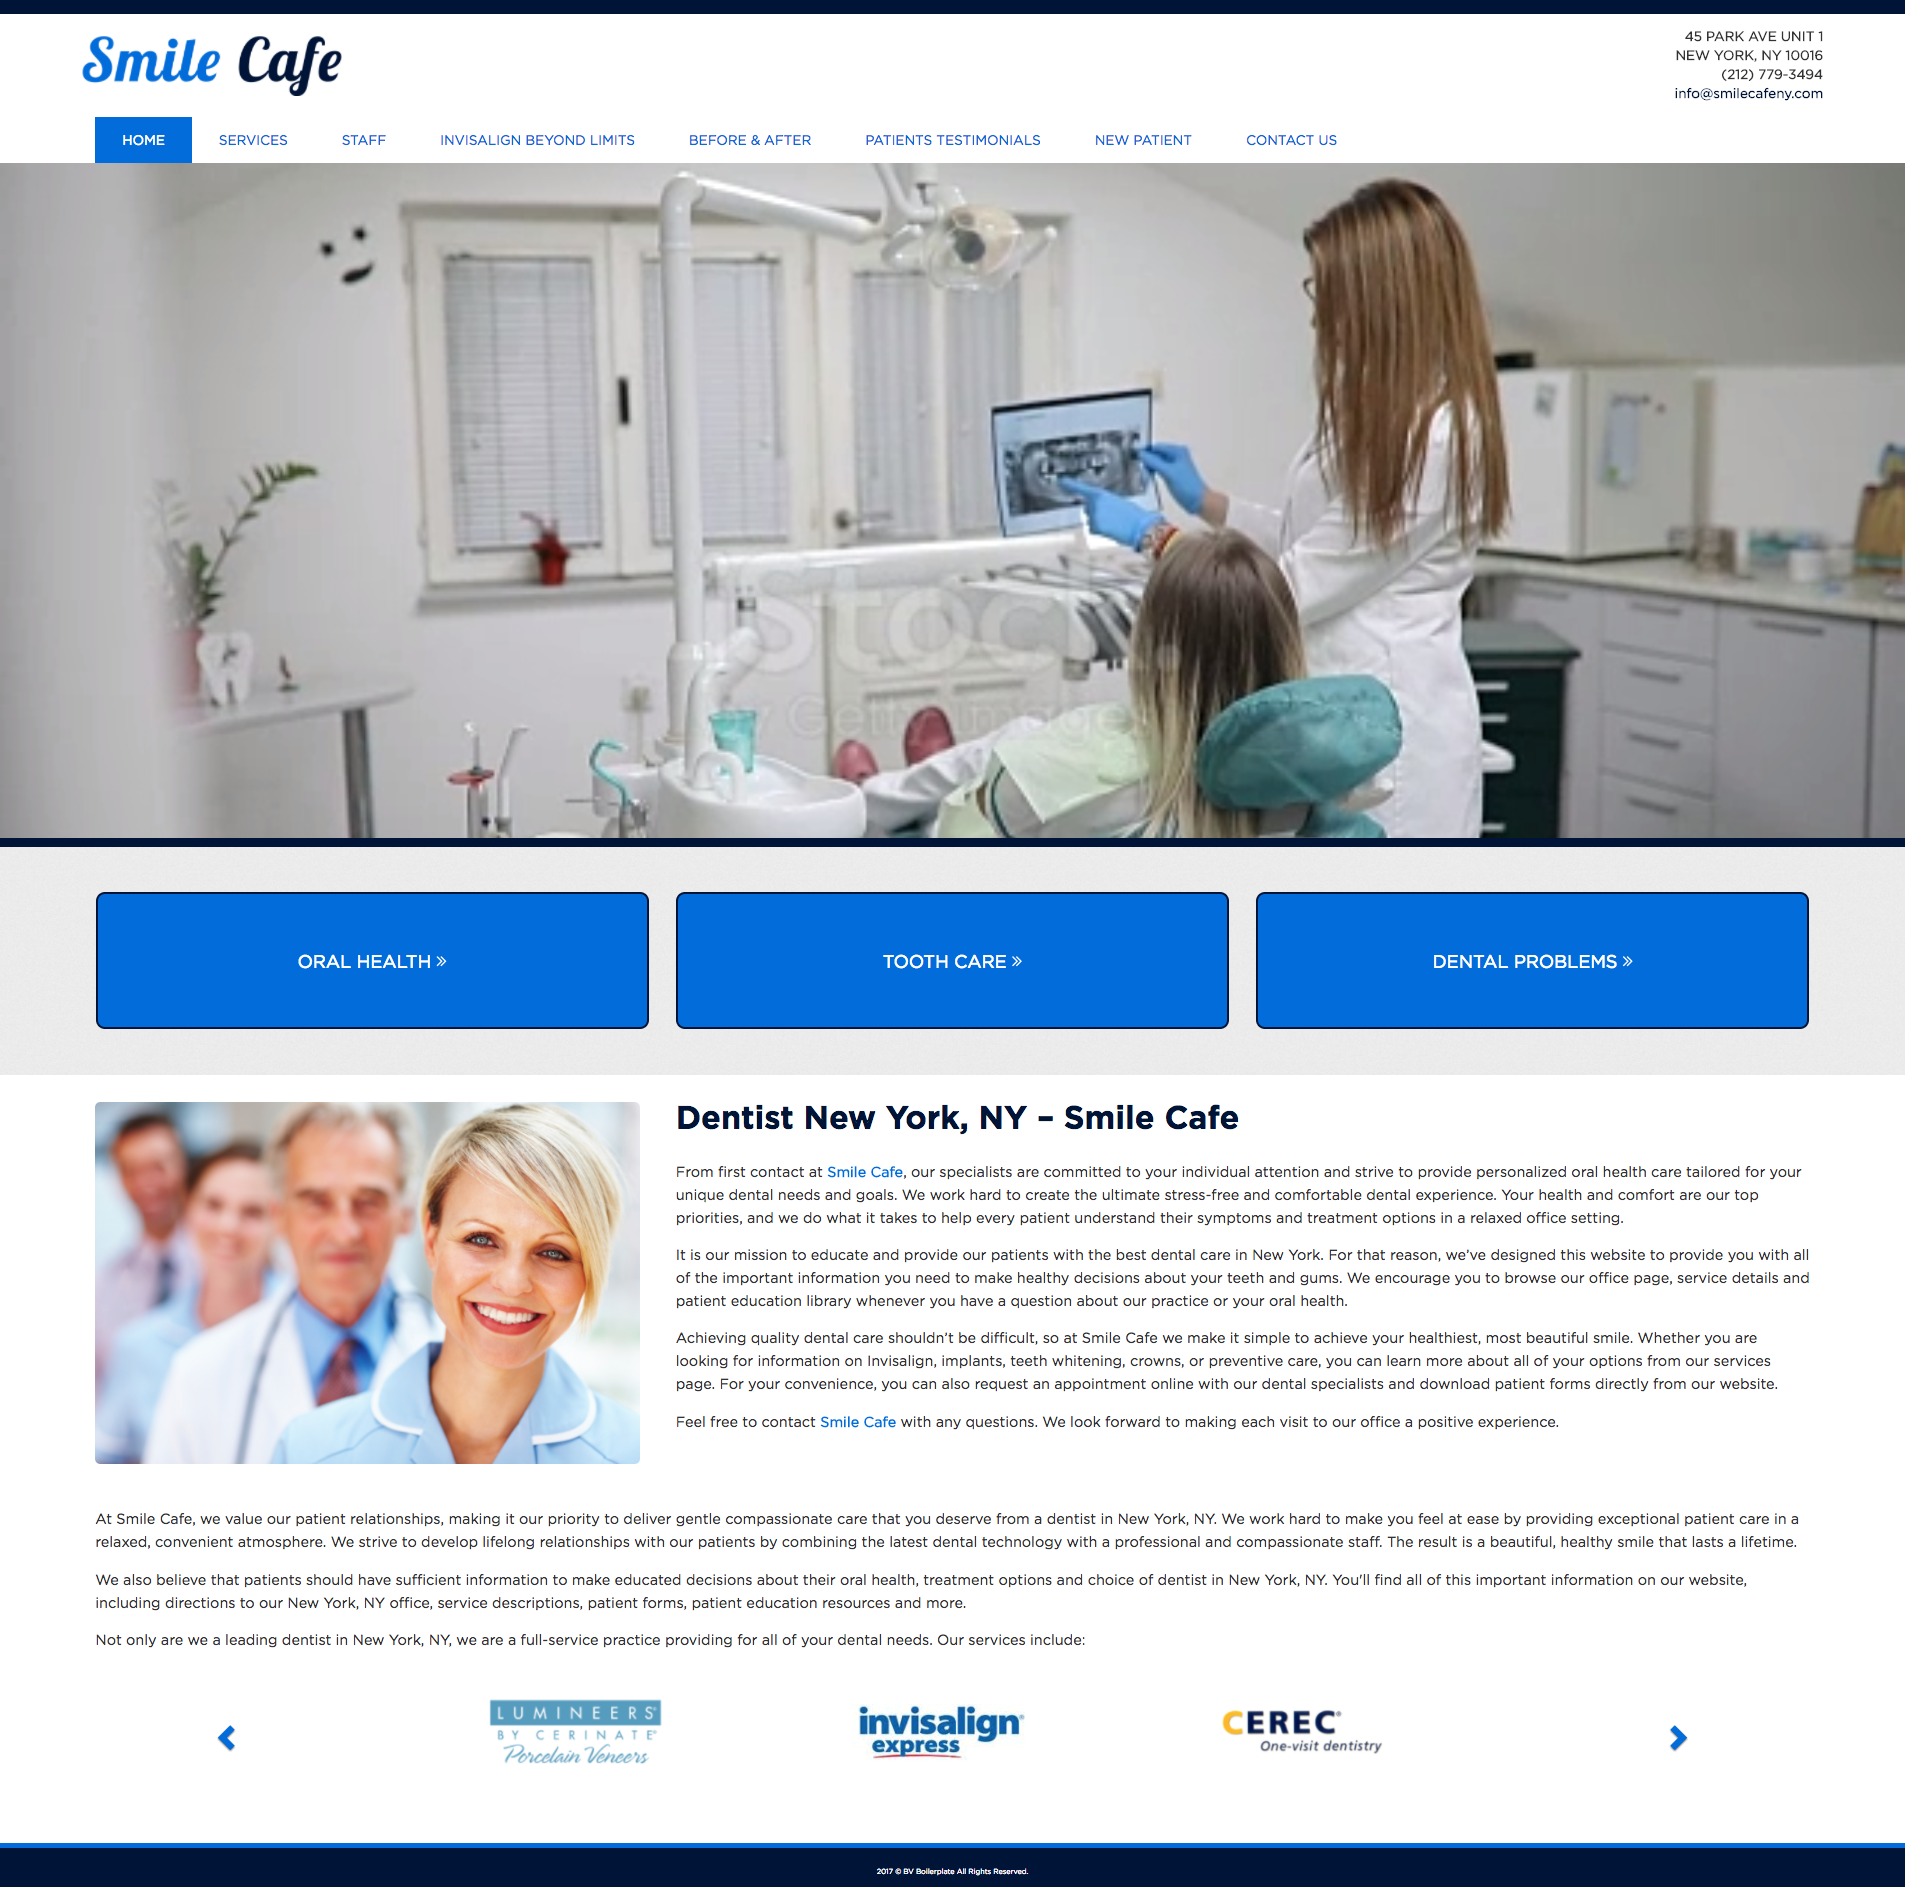 Smile Cafe
45 PARK AVE UNIT 1
NEW YORK, NY 10016
(212) 779-3494
info@smilecafeny.com
HOME SERVICES STAFF INVISALIGN BEYOND LIMITS BEFORE & AFTER PATIENTS TESTIMONIALS NEW PATIENT CONTACT US
ORAL HEALTH »
TOOTH CARE »
DENTAL PROBLEMS »
Dentist New York, NY – Smile Cafe
From first contact at Smile Cafe, our specialists are committed to your individual attention and strive to provide personalized oral health care tailored for your
unique dental needs and goals. We work hard to create the ultimate stress-free and comfortable dental experience. Your health and comfort are our top
priorities, and we do what it takes to help every patient understand their symptoms and treatment options in a relaxed office setting.
It is our mission to educate and provide our patients with the best dental care in New York. For that reason, we’ve designed this website to provide you with all
of the important information you need to make healthy decisions about your teeth and gums. We encourage you to browse our office page, service details and
patient education library whenever you have a question about our practice or your oral health.
Achieving quality dental care shouldn’t be difficult, so at Smile Cafe we make it simple to achieve your healthiest, most beautiful smile. Whether you are
looking for information on Invisalign, implants, teeth whitening, crowns, or preventive care, you can learn more about all of your options from our services
page. For your convenience, you can also request an appointment online with our dental specialists and download patient forms directly from our website.
Feel free to contact Smile Cafe with any questions. We look forward to making each visit to our office a positive experience.
At Smile Cafe, we value our patient relationships, making it our priority to deliver gentle compassionate care that you deserve from a dentist in New York, NY. We work hard to make you feel at ease by providing exceptional patient care in a
relaxed, convenient atmosphere. We strive to develop lifelong relationships with our patients by combining the latest dental technology with a professional and compassionate staff. The result is a beautiful, healthy smile that lasts a lifetime.
We also believe that patients should have sufficient information to make educated decisions about their oral health, treatment options and choice of dentist in New York, NY. You'll find all of this important information on our website,
including directions to our New York, NY office, service descriptions, patient forms, patient education resources and more.
Not only are we a leading dentist in New York, NY, we are a full-service practice providing for all of your dental needs. Our services include:
LUMINEERS®
BY CERINATE®
Porcelain Veneers
invisalign®
express
CEREC®
One-visit dentistry
2017 © BV Boilerplate All Rights Reserved.